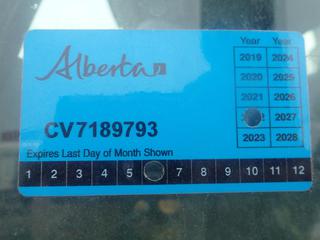 Year Year
Alberta
2019 2024
2020 2025
2021 2026
2027
CV7189793
2023 2028
Expires Last Day of Month Shown
1 2 3 4 5 7 8 9 10 11 12